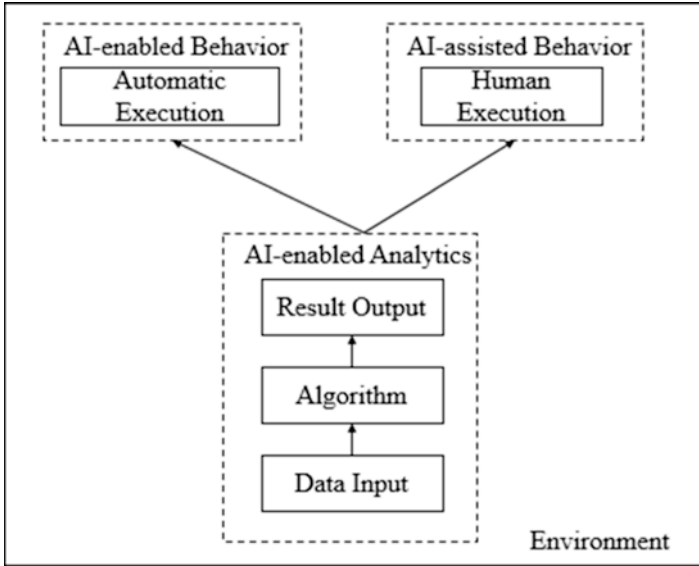 AI-enabled Behavior
Automatic
Execution
AI-assisted Behavior
Human
Execution
AI-enabled Analytics
Result Output
Algorithm
Data Input
Environment